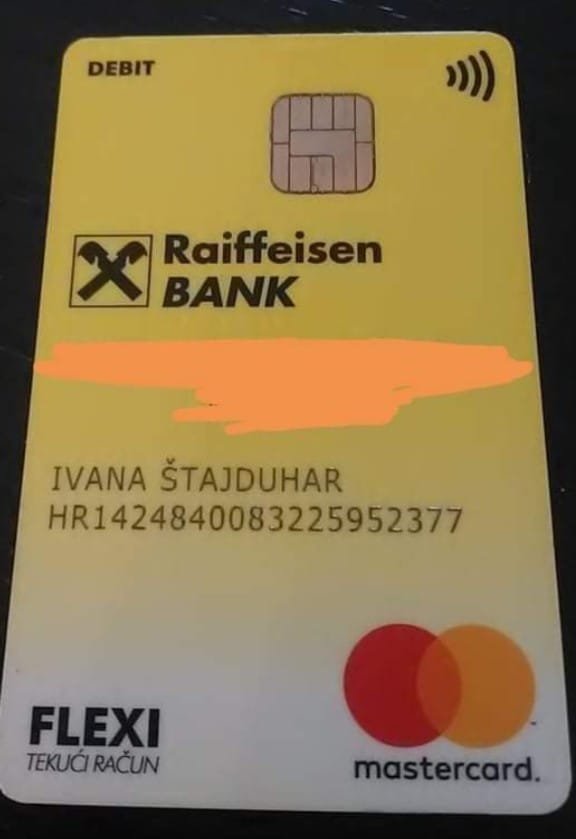 DEBIT
Raiffeisen
BANK
IVANA ŠTAJDUHAR
HR1424840083225952377
FLEXI
TEKUĆI RAČUN
mastercard.